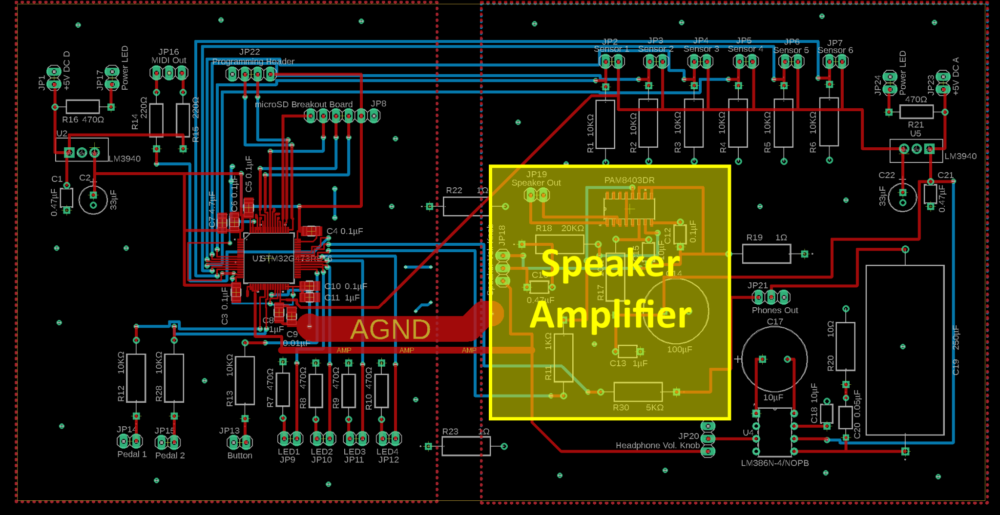 JP1
+5V DC D
JP17
Power LED
JP16
MIDI Out
JP22
Programming Header
JP2
Sensor 1
JP3
Sensor 2
JP4
Sensor 3
JP5
Sensor 4
JP6
Sensor 5
JP7
Sensor 6
JP24
Power LED
JP23
+5V DC A
R16 470Ω
R14
220Ω
R15
220Ω
microSD Breakout Board
JP8
U2
LM3940
C1
0.47µF
C2
33µF
R1 10KΩ
R2 10KΩ
R3 10KΩ
R4 10KΩ
R5 10KΩ
R6 10KΩ
470Ω
R21
U5
LM3940
C22
33µF
C21
0.47µF
C5 0.1µF
C6 0.1µF
C7 4.7µF
C4 0.1µF
U1
C10 0.1µF
C11 1µF
C3 0.1µF
C8
1µF
C9
0.01µF
R22 1Ω
JP19
Speaker Out
PAM8403DR
R18 20KΩ
JP18
C12
0.1µF
Speaker
Amplifier
R17
0.47µF
C14
100µF
C13 1µF
R11
1KΩ
R30 5KΩ
R19 1Ω
JP21
Phones Out
C17
10µF
R20
10Ω
C19
250µF
C18 10µF
C20 0.05µF
U4
LM386N-4/NOPB
JP20
Headphone Vol. Knob
AGND
AMP AMP AMP
R12 10KΩ
R28 10KΩ
R13 10KΩ
R7 470Ω
R8 470Ω
R9 470Ω
R10 470Ω
JP14
Pedal 1
JP15
Pedal 2
JP13
Button
LED1
JP9
LED2
JP10
LED3
JP11
LED4
JP12
R23 1Ω